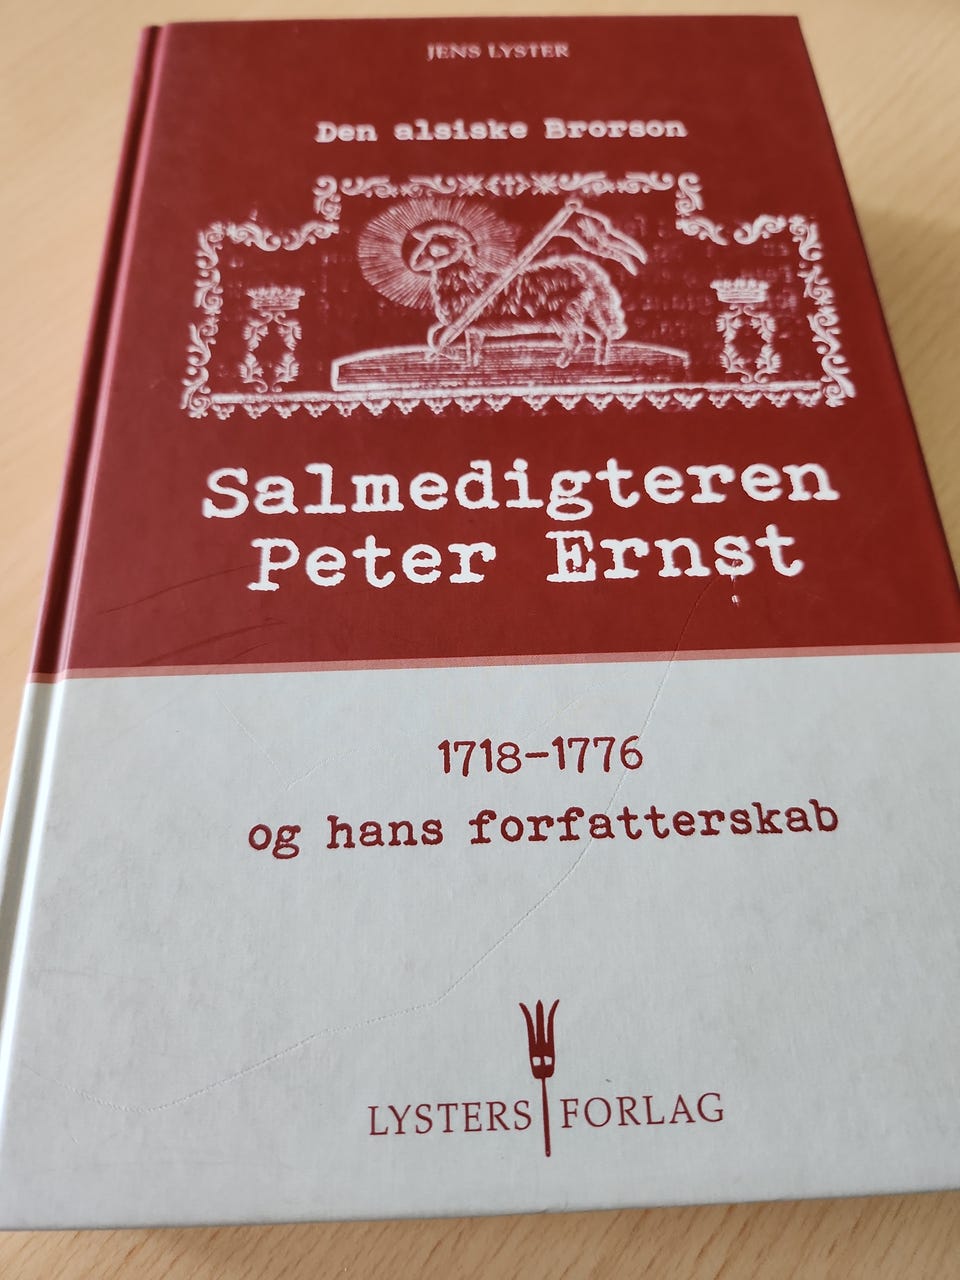 JENS LYSTER
Den alsiske Brorson
Salmedigteren
Peter Ernst
1718-1776
og hans forfatterskab
LYSTERS FORLAG